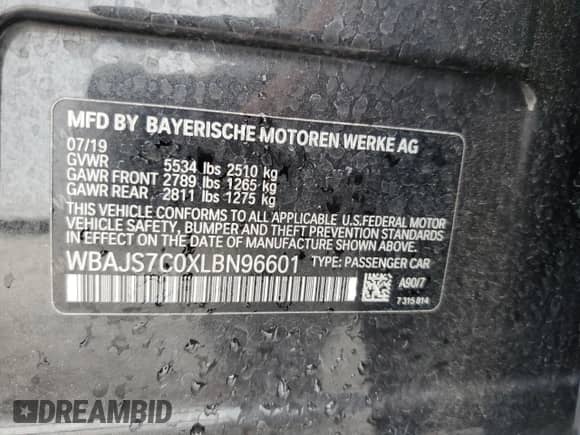 MFD BY BAYERISCHE MOTOREN WERKE AG
07/19
GVWR 5534 lbs 2510 kg
GAWR FRONT 2789 lbs 1265 kg
GAWR REAR 2811 lbs 1275 kg
THIS VEHICLE CONFORMS TO ALL APPLICABLE U.S. FEDERAL MOTOR
VEHICLE SAFETY, BUMPER, AND THEFT PREVENTION STANDARDS
IN EFFECT ON THE DATE OF MANUFACTURE SHOWN ABOVE.
WBAJS7C0XLBN96601 TYPE: PASSENGER CAR
A90/7
7 315 814
DREAMBID